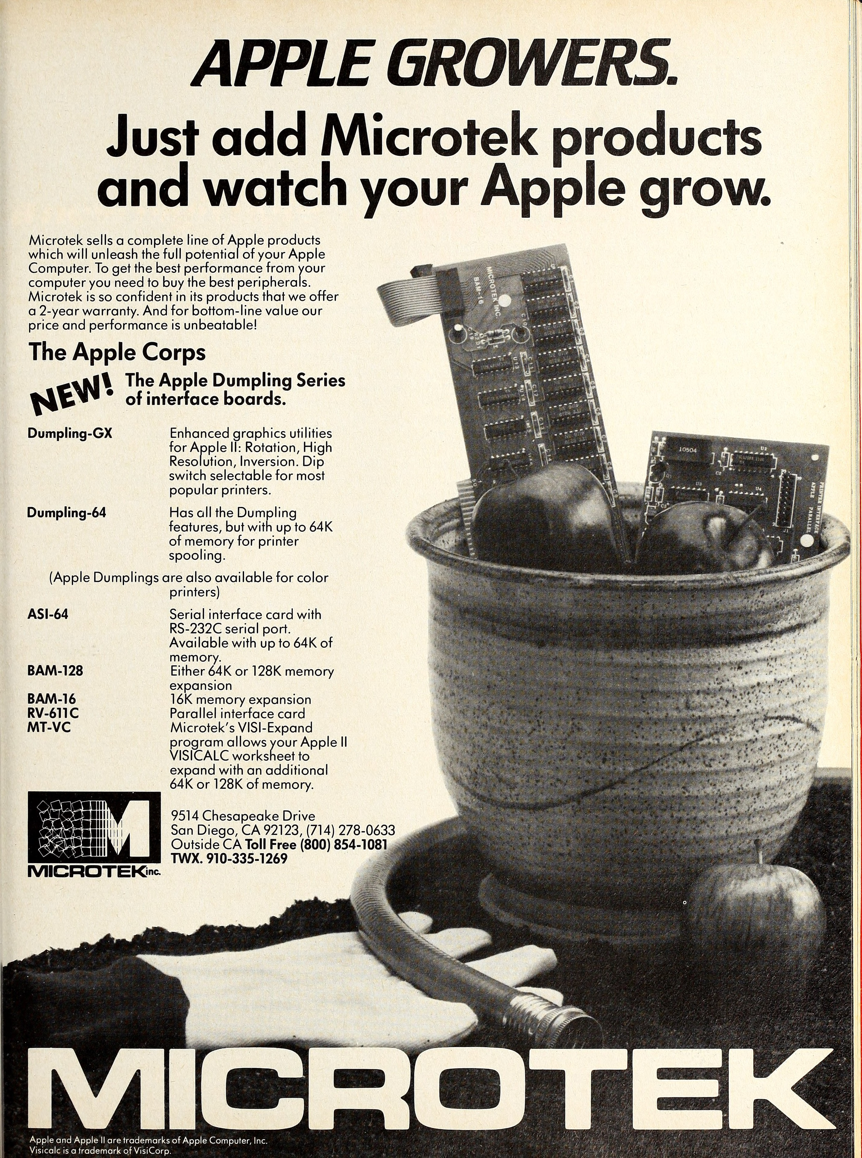 APPLE GROWERS.
Just add Microtek products
and watch your Apple grow.
Microtek sells a complete line of Apple products
which will unleash the full potential of your Apple
Computer. To get the best performance from your
computer you need to buy the best peripherals.
Microtek is so confident in its products that we offer
a 2-year warranty. And for bottom-line value our
price and performance is unbeatable!
The Apple Corps
NEW! The Apple Dumpling Series
of interface boards.
Dumpling-GX Enhanced graphics utilities
for Apple II: Rotation, High
Resolution, Inversion. Dip
switch selectable for most
popular printers.
Dumpling-64 Has all the Dumpling
features, but with up to 64K
of memory for printer
spooling.
(Apple Dumplings are also available for color
printers)
ASI-64 Serial interface card with
RS-232C serial port.
Available with up to 64K of
memory.
BAM-128 Either 64K or 128K memory
expansion
BAM-16 16K memory expansion
RV-611C Parallel interface card
MT-VC Microtek's VISI-Expand
program allows your Apple II
VISICALC worksheet to
expand with an additional
64K or 128K of memory.
MICROTEK INC.
BAM-16
M
MICROTEK inc.
9514 Chesapeake Drive
San Diego, CA 92123, (714) 278-0633
Outside CA Toll Free (800) 854-1081
TWX. 910-335-1269
MICROTEK
Apple and Apple II are trademarks of Apple Computer, Inc.
Visicalc is a trademark of VisiCorp.